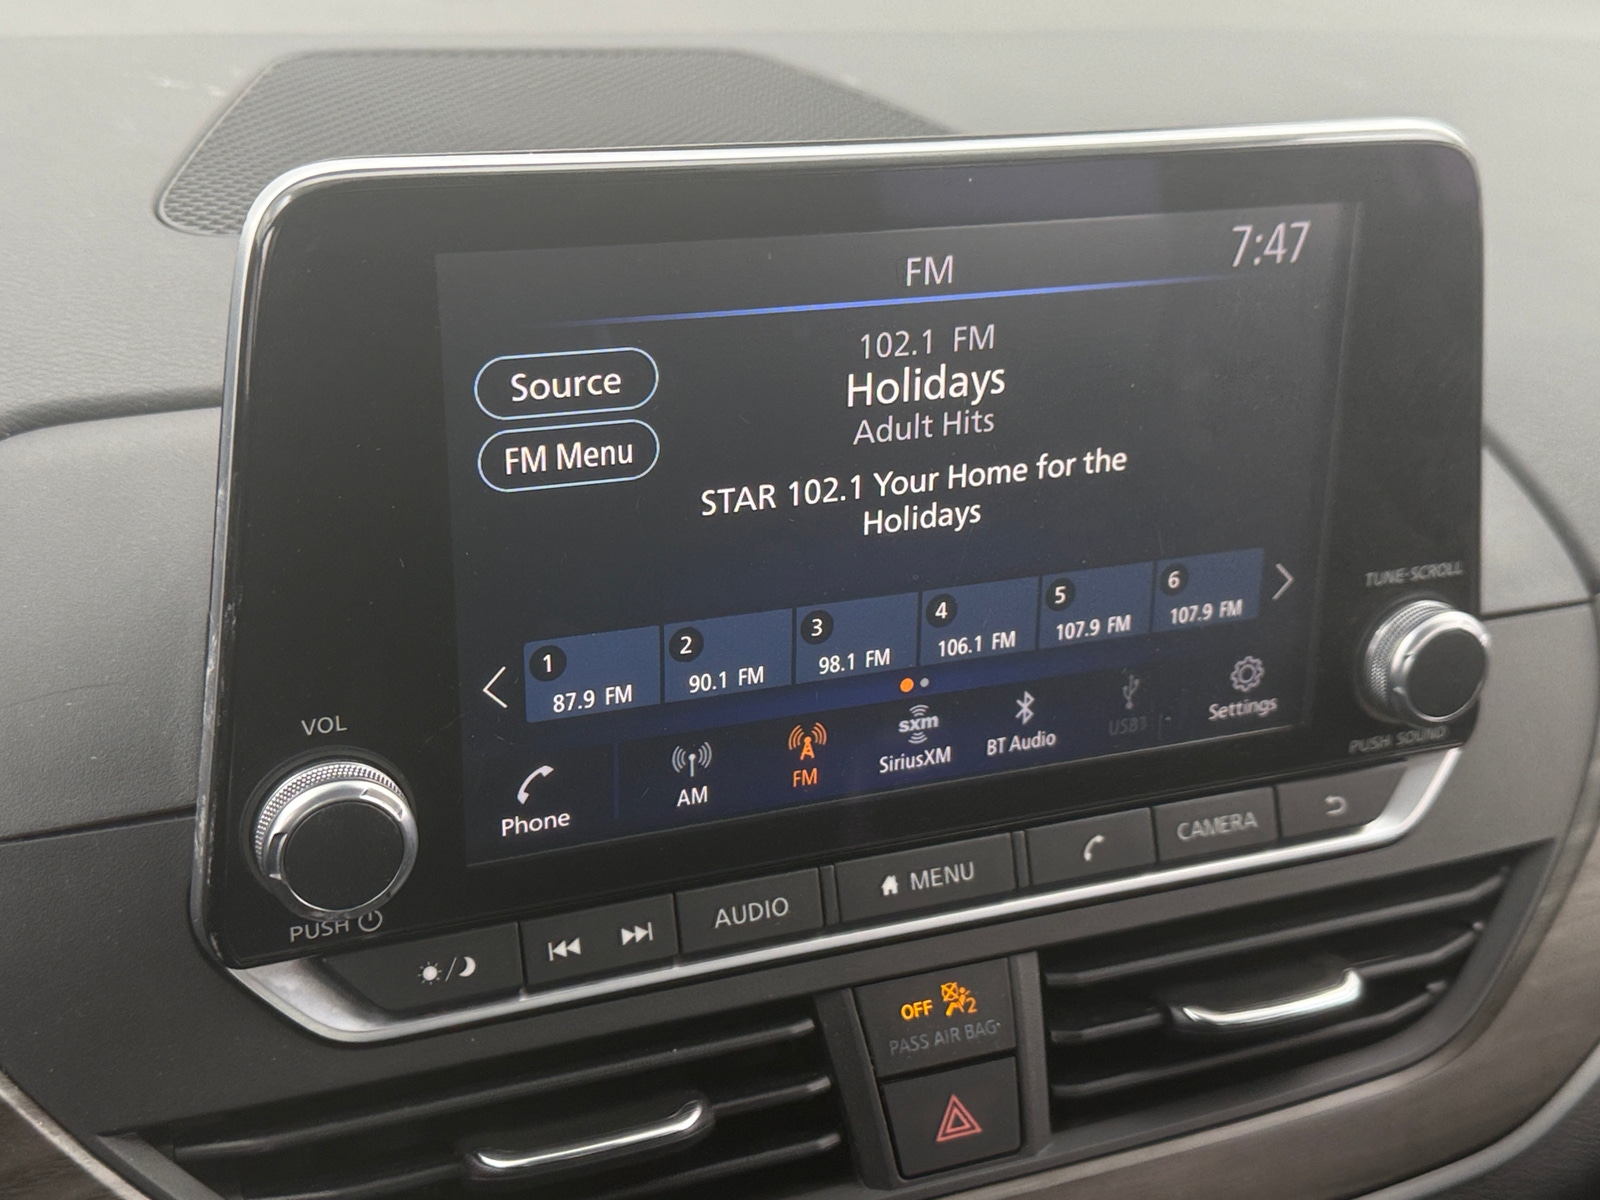 FM
7:47
Source
FM Menu
102.1 FM
Holidays
Adult Hits
STAR 102.1 Your Home for the
Holidays
1
87.9 FM
2
90.1 FM
3
98.1 FM
4
106.1 FM
5
107.9 FM
6
107.9 FM
Phone
AM
FM
sxm
SiriusXM
BT Audio
USB3
Settings
VOL
PUSH
TUNE·SCROLL
PUSH SOUND
AUDIO
MENU
CAMERA
OFF
2
PASS AIR BAG